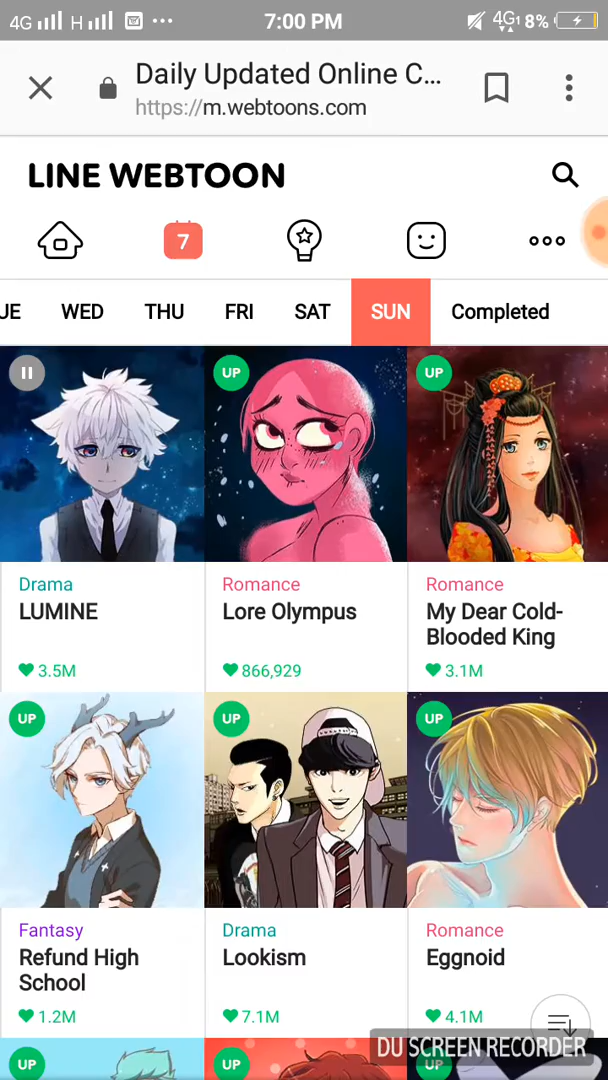 4G H 7:00 PM 4G1 8%
Daily Updated Online C...
https://m.webtoons.com
LINE WEBTOON
7
UE WED THU FRI SAT SUN Completed
UP UP
Drama Romance Romance
LUMINE Lore Olympus My Dear Cold-
Blooded King
3.5M 866,929 3.1M
UP UP UP
Fantasy Drama Romance
Refund High Lookism Eggnoid
School
1.2M 7.1M 4.1M
DU SCREEN RECORDER
UP UP UP